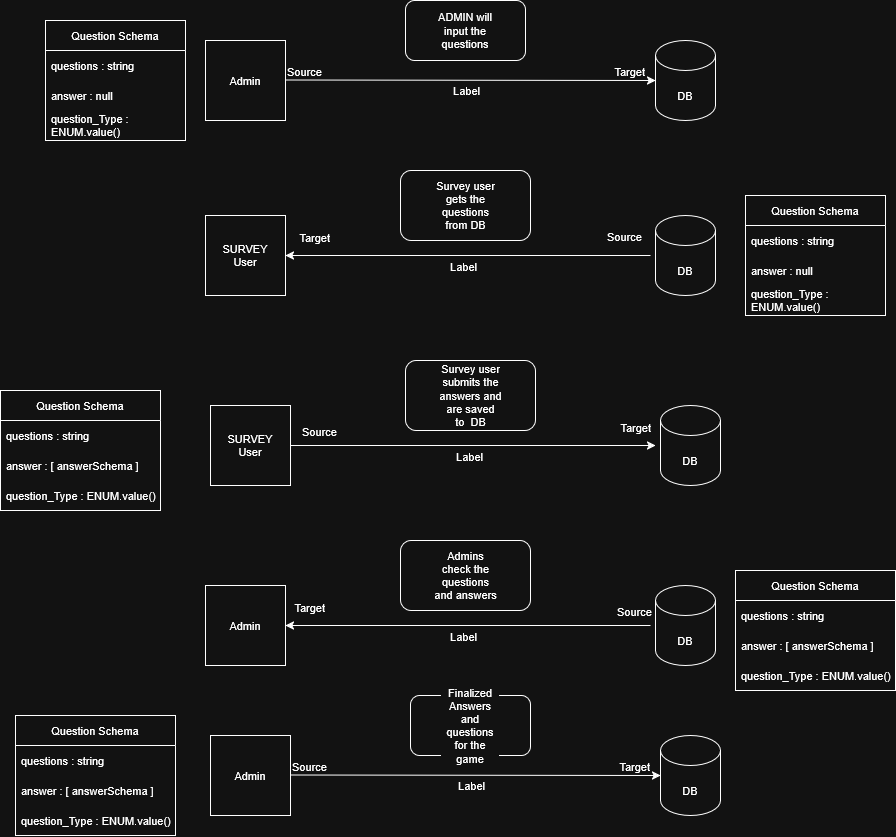 ADMIN will
input the
questions
Question Schema
questions : string
answer : null
question_Type :
ENUM.value()
Admin
Source
Target
Label
DB
Survey user
gets the
questions
from DB
SURVEY
User
Target
Source
Label
DB
Question Schema
questions : string
answer : null
question_Type :
ENUM.value()
Survey user
submits the
answers and
are saved
to DB
Question Schema
questions : string
answer : [ answerSchema ]
question_Type : ENUM.value()
SURVEY
User
Source
Target
Label
DB
Admins
check the
questions
and answers
Admin
Target
Source
Label
DB
Question Schema
questions : string
answer : [ answerSchema ]
question_Type : ENUM.value()
Finalized
Answers
and
questions
for the
game
Question Schema
questions : string
answer : [ answerSchema ]
question_Type : ENUM.value()
Admin
Source
Target
Label
DB